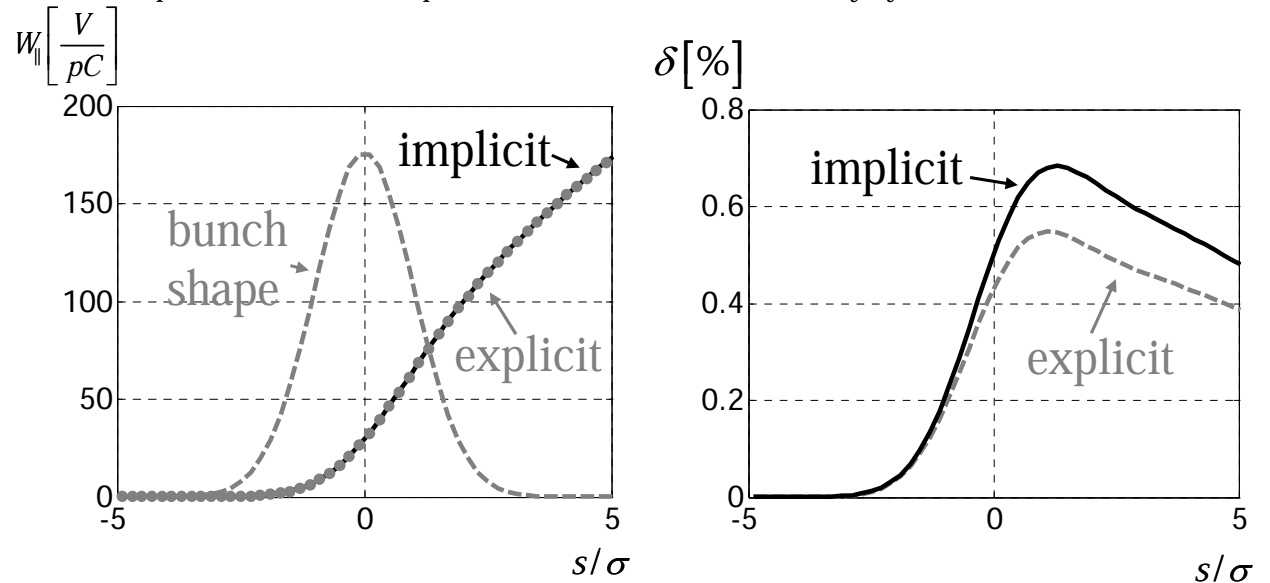 W∥[V/pC]
200
150
100
50
0
-5
0
5
s/σ
implicit
bunch
shape
explicit
δ[%]
0.8
0.6
0.4
0.2
0
-5
0
5
s/σ
implicit
explicit